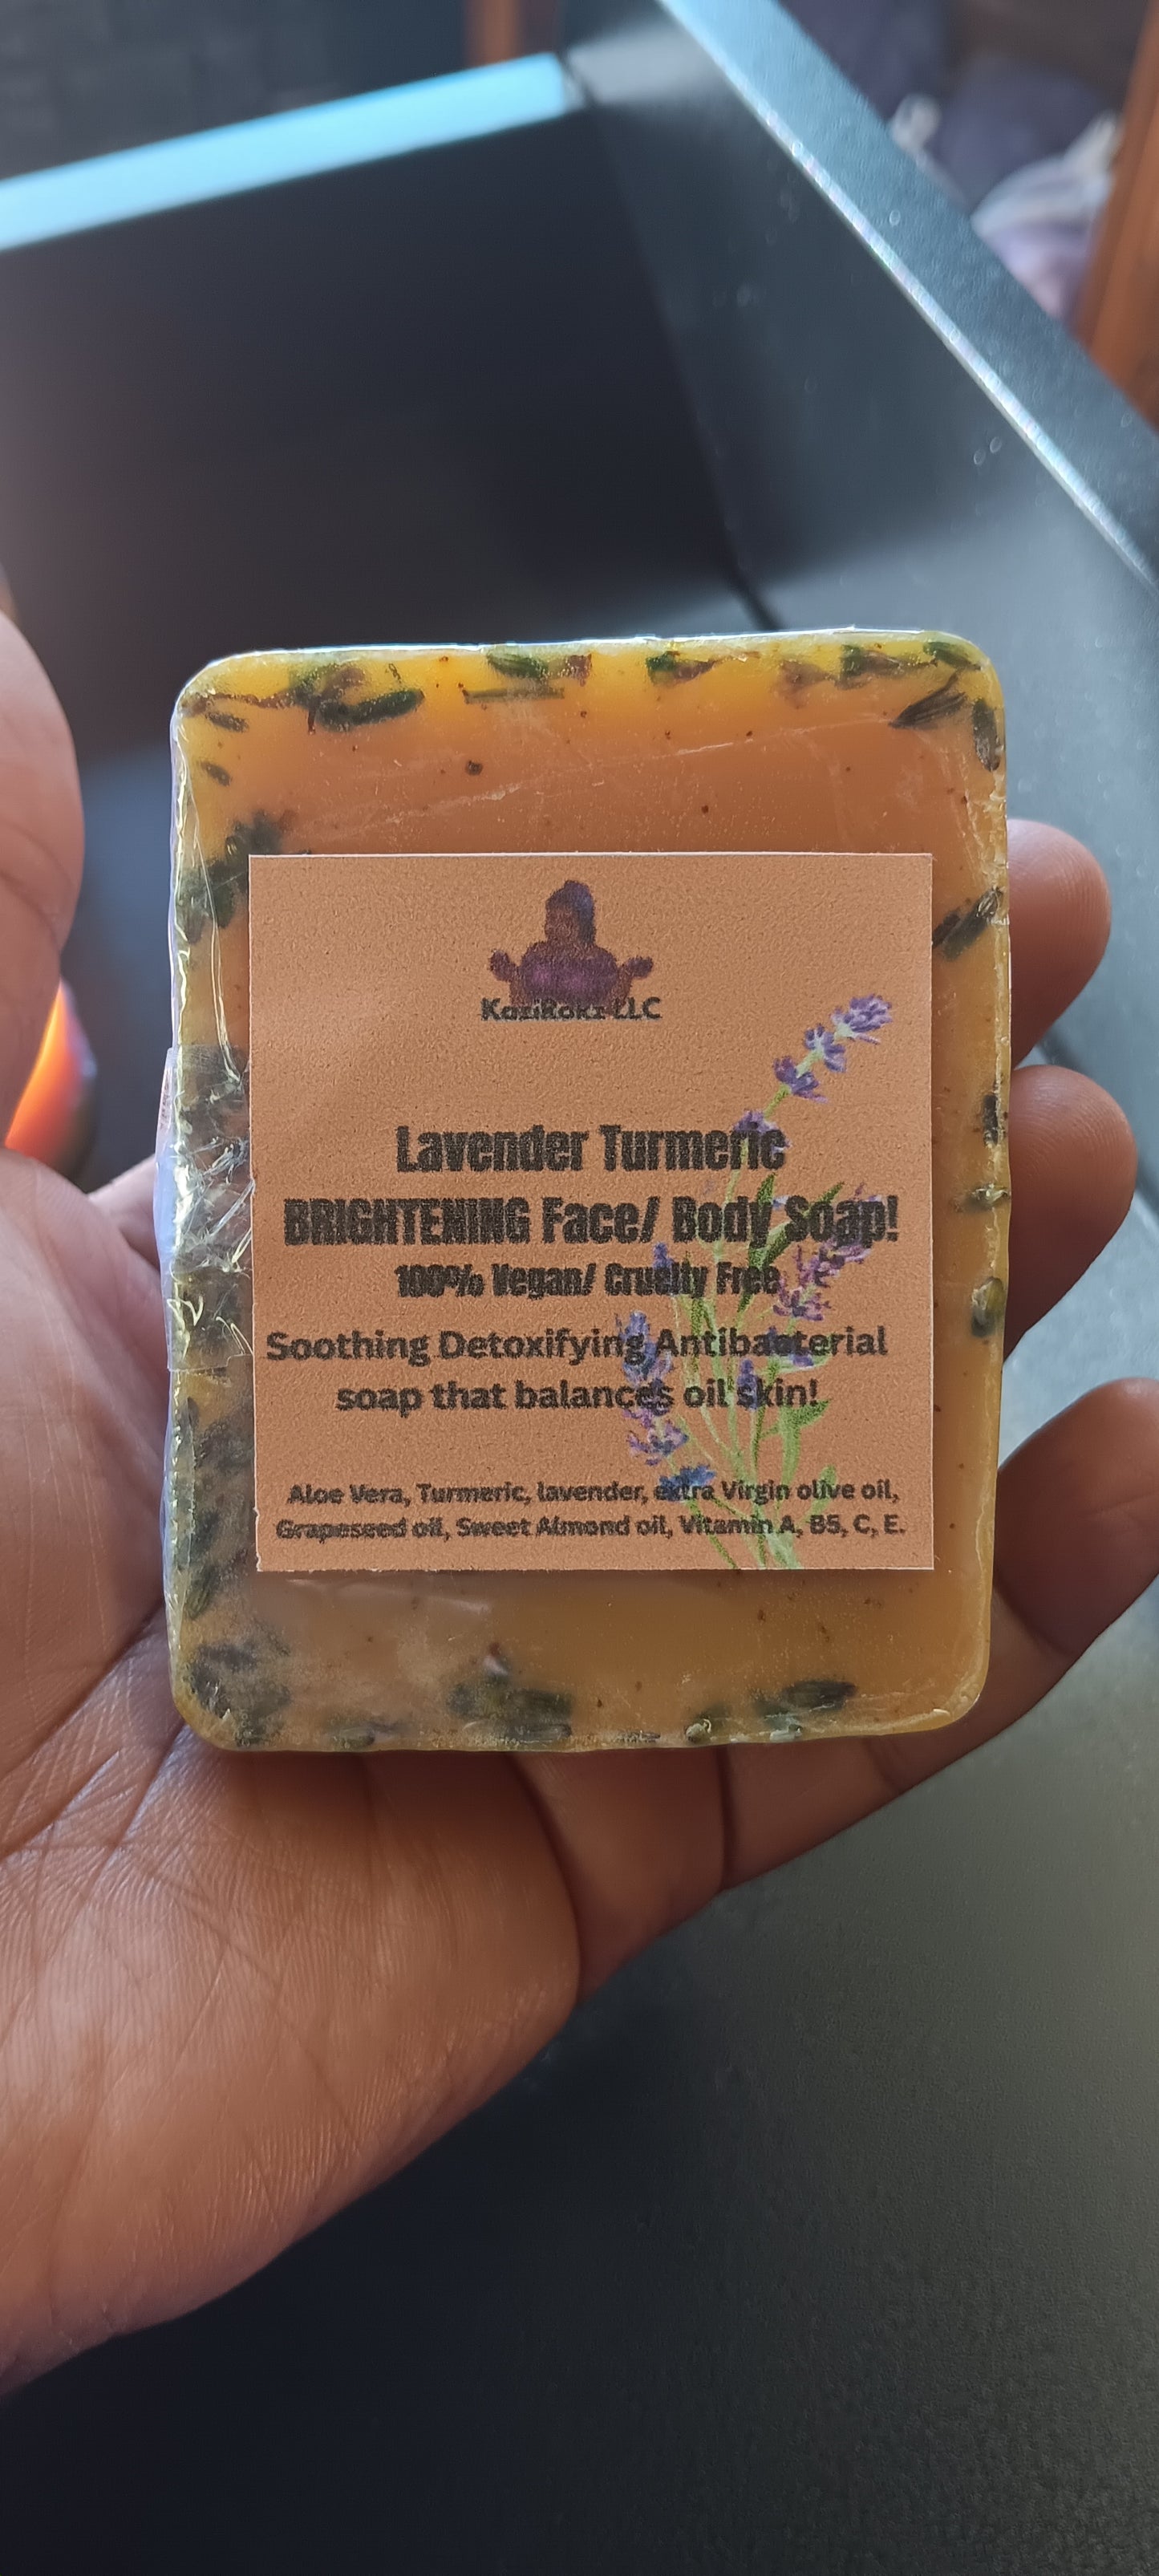 KoziRokz LLC
Lavender Turmeric
BRIGHTENING Face/ Body Soap!
100% Vegan/ Cruelty Free
Soothing Detoxifying Antibacterial
soap that balances oil skin!
Aloe Vera, Turmeric, lavender, extra Virgin olive oil,
Grapeseed oil, Sweet Almond oil, Vitamin A, B5, C, E.